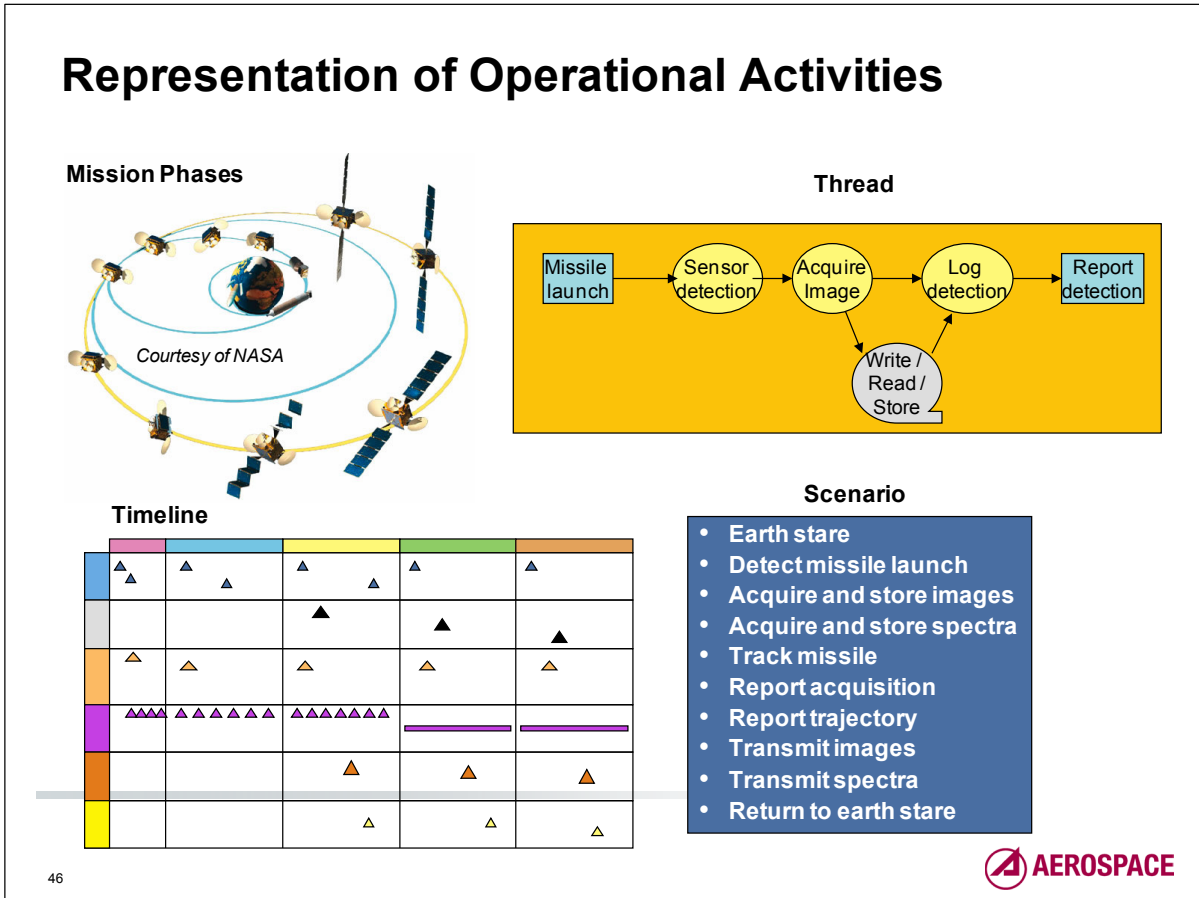 Representation of Operational Activities
Mission Phases
Courtesy of NASA
Thread
Missile
launch
Sensor
detection
Acquire
Image
Log
detection
Report
detection
Write /
Read /
Store
Timeline
Scenario
• Earth stare
• Detect missile launch
• Acquire and store images
• Acquire and store spectra
• Track missile
• Report acquisition
• Report trajectory
• Transmit images
• Transmit spectra
• Return to earth stare
46
AEROSPACE